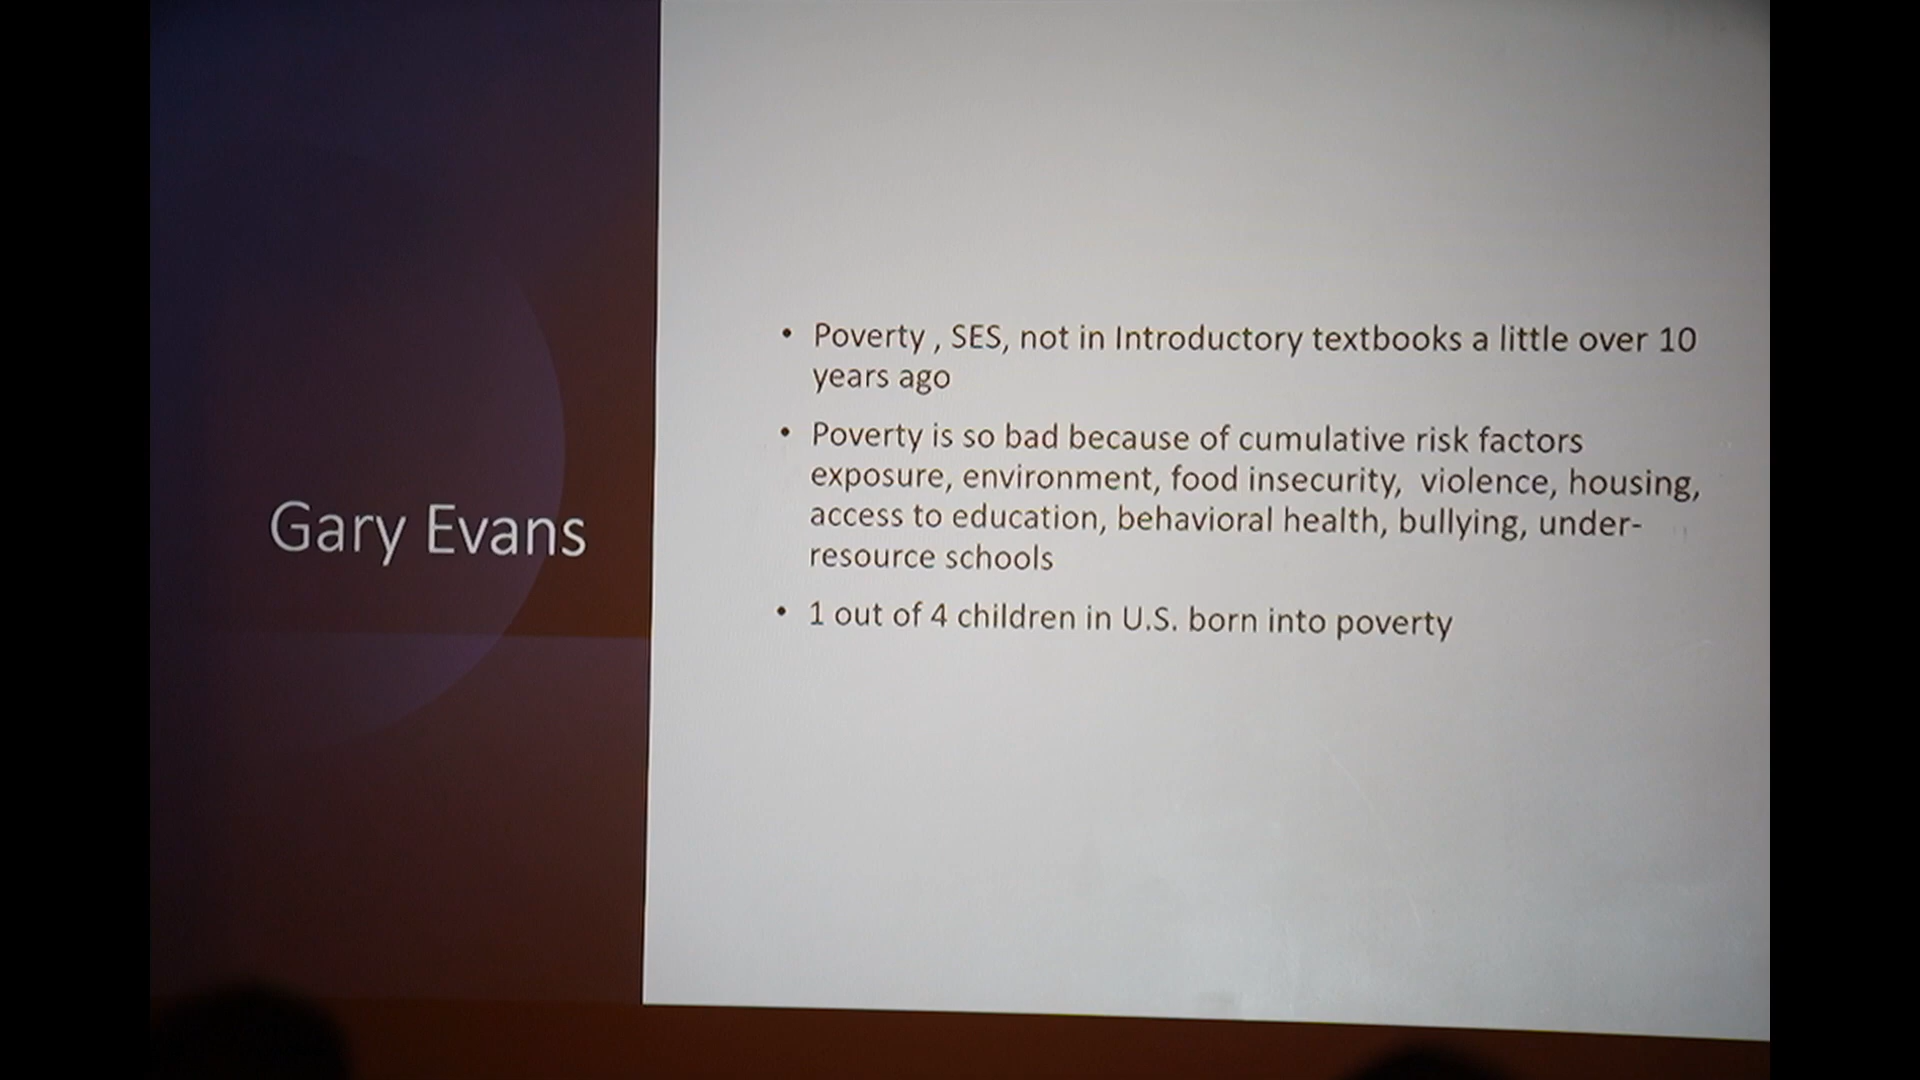 Gary Evans
• Poverty , SES, not in Introductory textbooks a little over 10
years ago
• Poverty is so bad because of cumulative risk factors
exposure, environment, food insecurity,  violence, housing,
access to education, behavioral health, bullying, under-
resource schools
• 1 out of 4 children in U.S. born into poverty